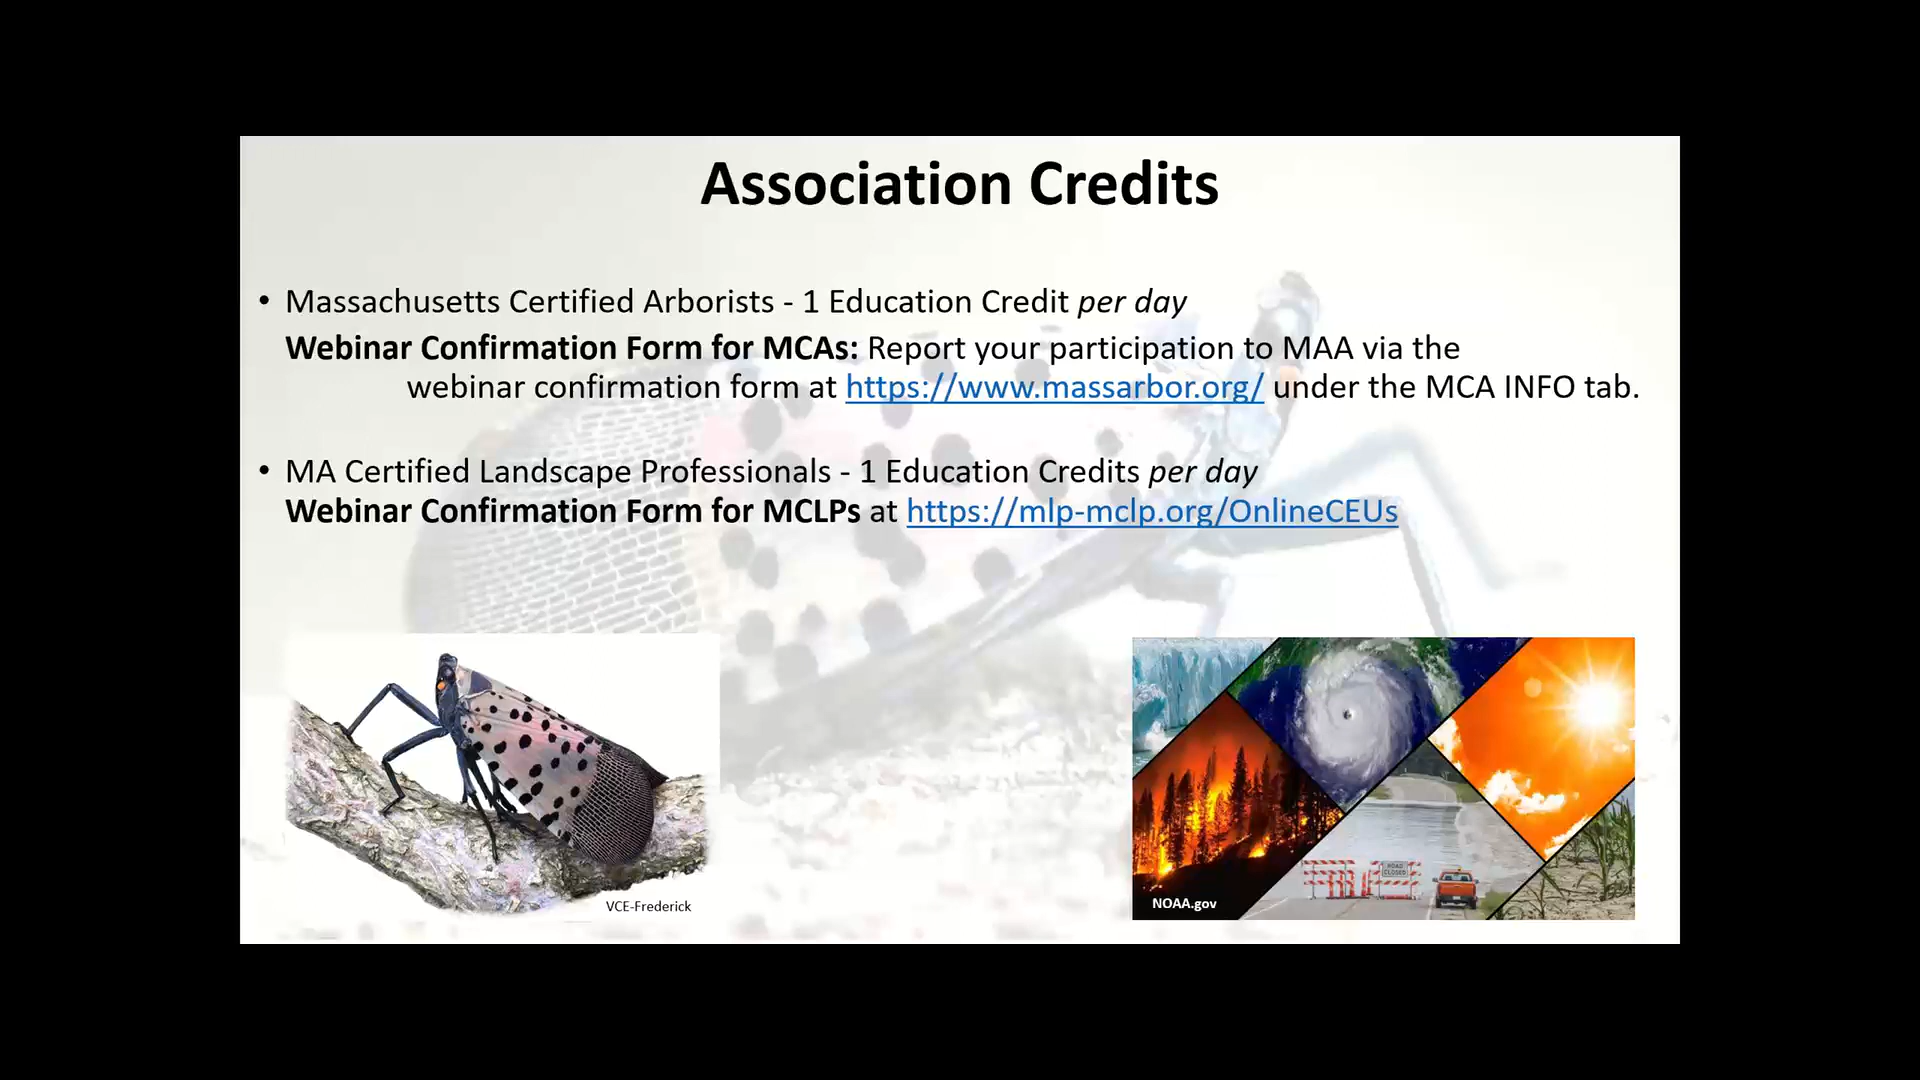 Association Credits
• Massachusetts Certified Arborists - 1 Education Credit per day
Webinar Confirmation Form for MCAs: Report your participation to MAA via the
webinar confirmation form at https://www.massarbor.org/ under the MCA INFO tab.
• MA Certified Landscape Professionals - 1 Education Credits per day
Webinar Confirmation Form for MCLPs at https://mlp-mclp.org/OnlineCEUs
ROAD
CLOSED
VCE-Frederick
NOAA.gov